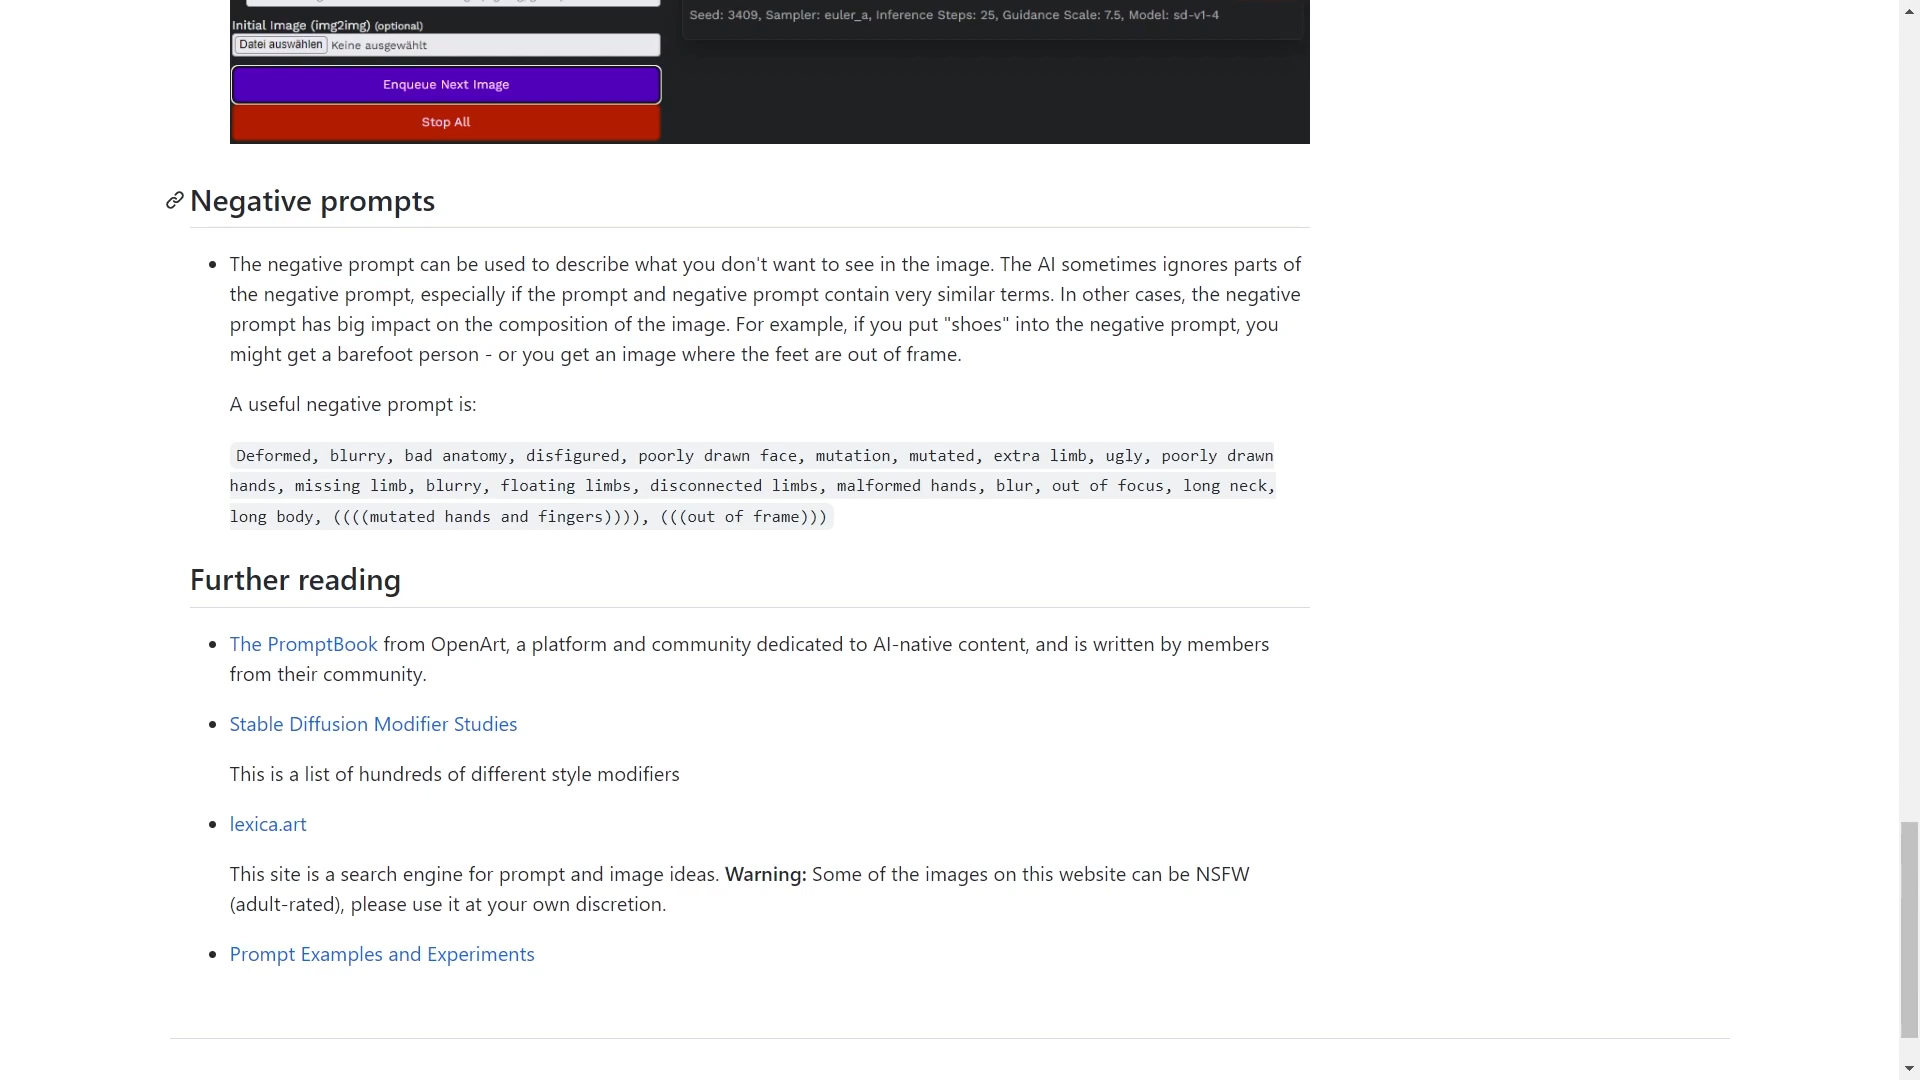 Seed: 3409, Sampler: euler_a, Inference Steps: 25, Guidance Scale: 7.5, Model: sd-v1-4
Initial Image (img2img) (optional)
Datei auswählen Keine ausgewählt
Enqueue Next Image
Stop All
Negative prompts
The negative prompt can be used to describe what you don't want to see in the image. The AI sometimes ignores parts of
the negative prompt, especially if the prompt and negative prompt contain very similar terms. In other cases, the negative
prompt has big impact on the composition of the image. For example, if you put "shoes" into the negative prompt, you
might get a barefoot person - or you get an image where the feet are out of frame.
A useful negative prompt is:
Deformed, blurry, bad anatomy, disfigured, poorly drawn face, mutation, mutated, extra limb, ugly, poorly drawn
hands, missing limb, blurry, floating limbs, disconnected limbs, malformed hands, blur, out of focus, long neck,
long body, ((((mutated hands and fingers)))), (((out of frame)))
Further reading
The PromptBook from OpenArt, a platform and community dedicated to AI-native content, and is written by members
from their community.
Stable Diffusion Modifier Studies
This is a list of hundreds of different style modifiers
lexica.art
This site is a search engine for prompt and image ideas. Warning: Some of the images on this website can be NSFW
(adult-rated), please use it at your own discretion.
Prompt Examples and Experiments